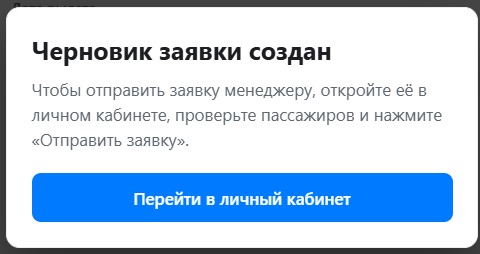 Черновик заявки создан
Чтобы отправить заявку менеджеру, откройте её в
личном кабинете, проверьте пассажиров и нажмите
«Отправить заявку».
Перейти в личный кабинет